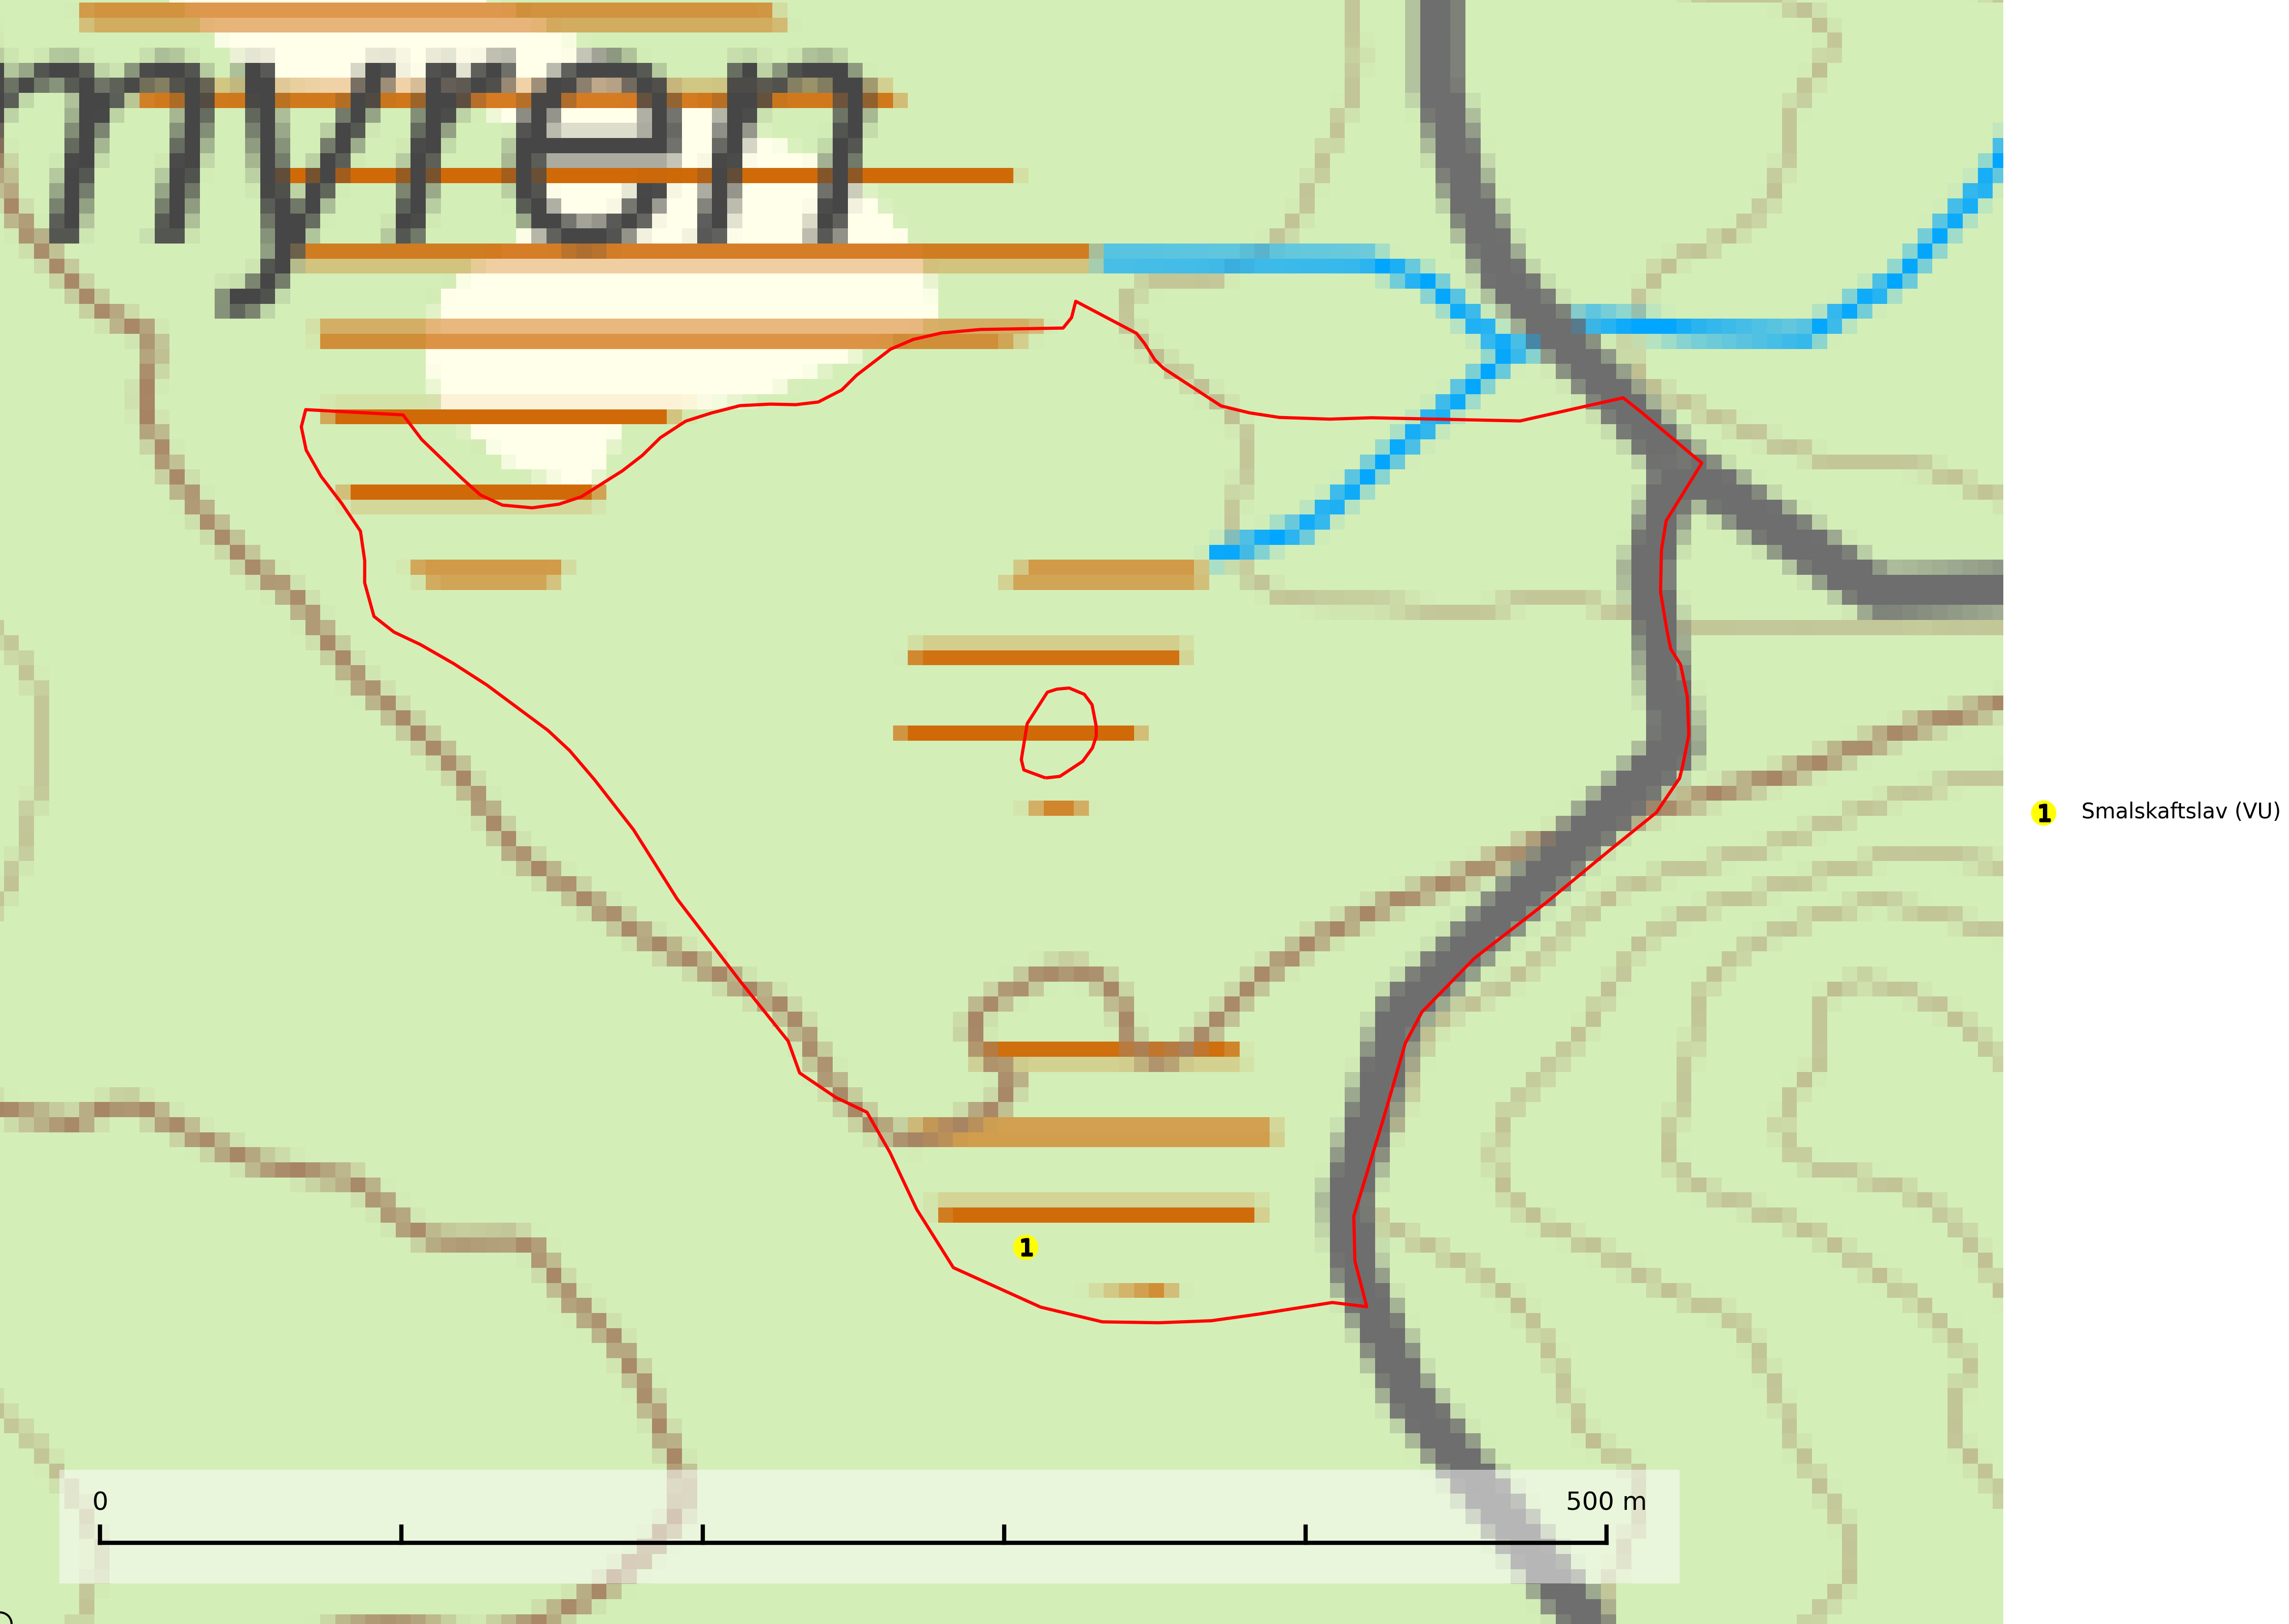 myren
1 Smalskaftslav (VU)
1
0 500 m